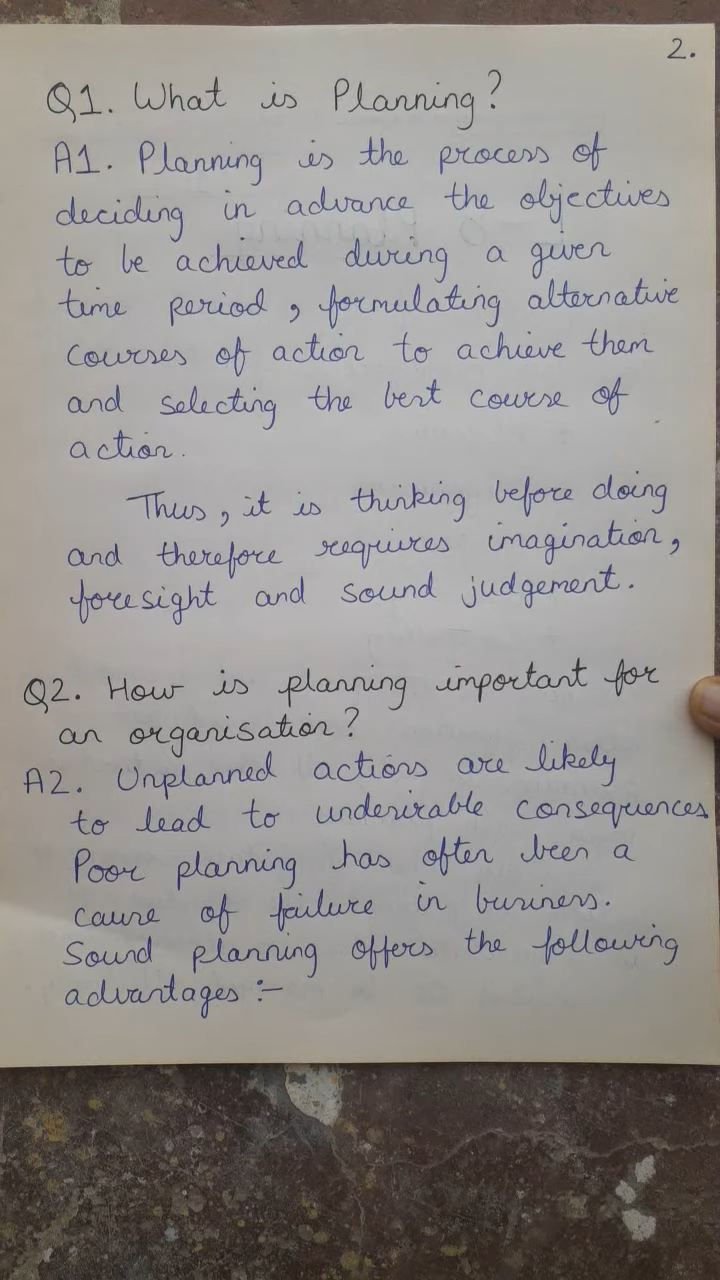 2.
Q1. What is Planning?
A1. Planning is the process of
deciding in advance the objectives
to be achieved during a given
time period, formulating alternative
courses of action to achieve them
and selecting the best course of
action.
Thus, it is thinking before doing
and therefore requires imagination,
foresight and sound judgement.
Q2. How is planning important for
an organisation?
A2. Unplanned actions are likely
to lead to undesirable consequences.
Poor planning has often been a
cause of failure in business.
Sound planning offers the following
advantages :-